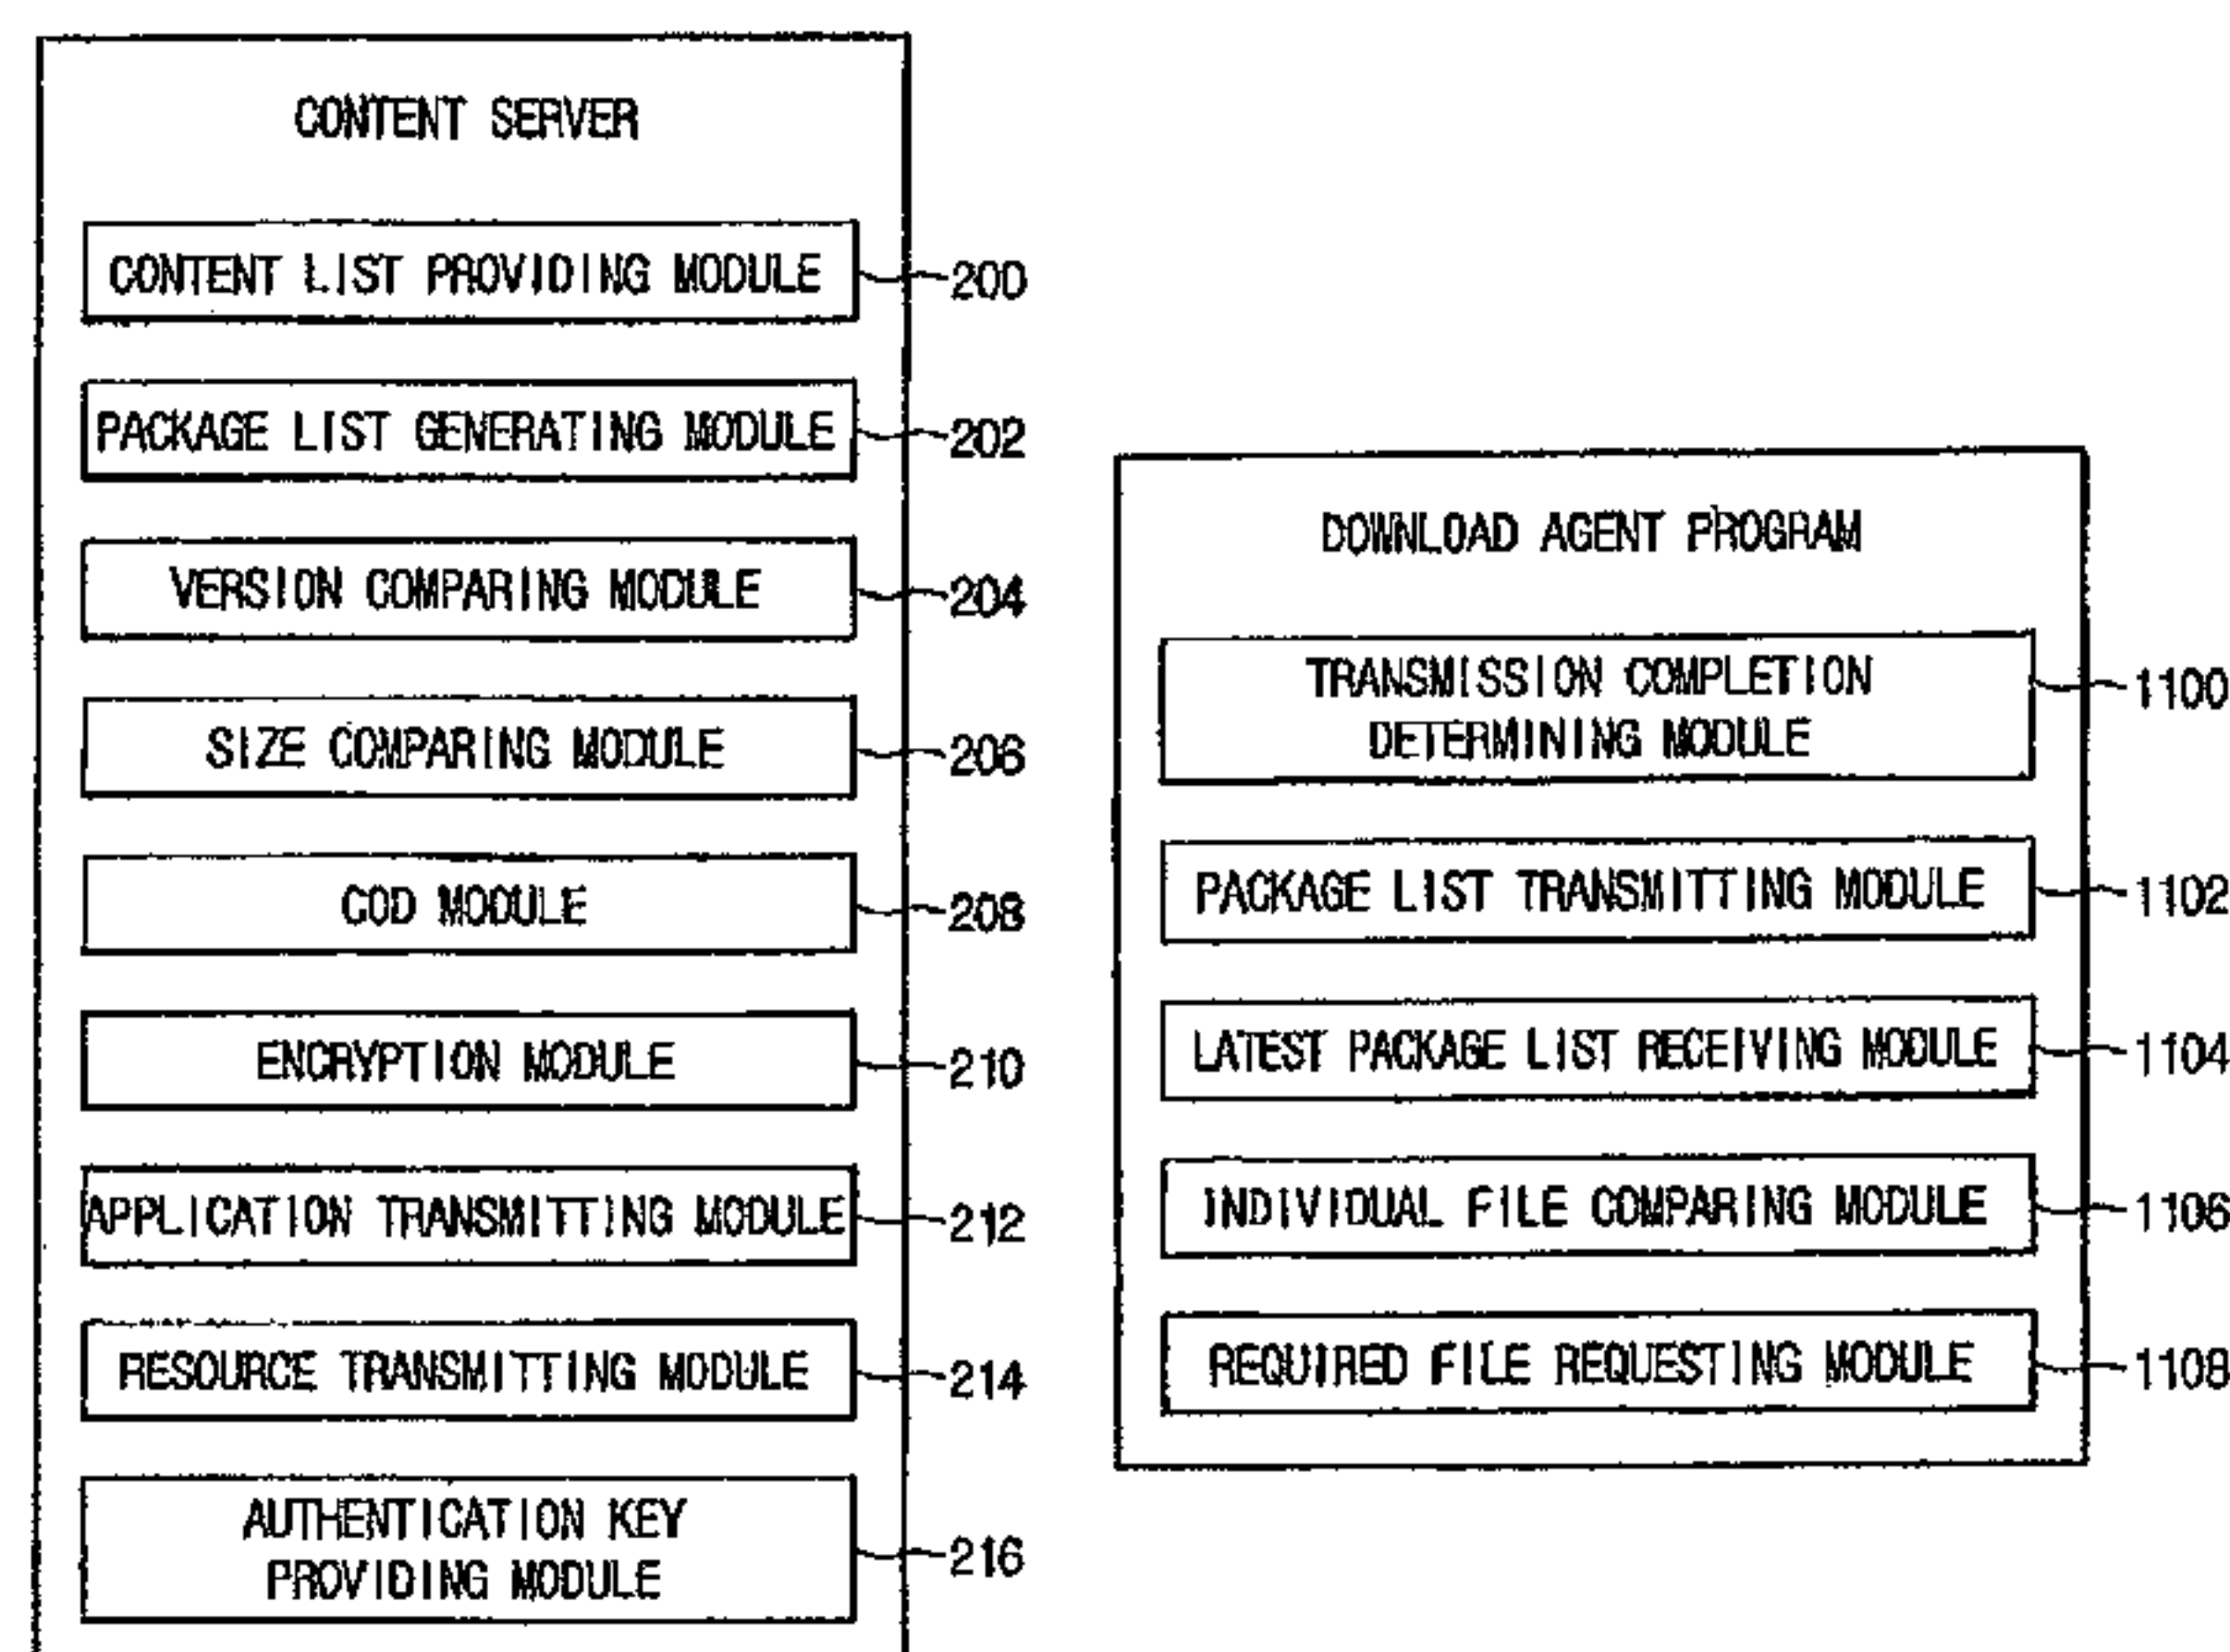 CONTENT SERVER
CONTENT LIST PROVIDING MODULE
200
PACKAGE LIST GENERATING MODULE
202
VERSION COMPARING MODULE
204
SIZE COMPARING MODULE
206
COD MODULE
208
ENCRYPTION MODULE
210
APPLICATION TRANSMITTING MODULE
212
RESOURCE TRANSMITTING MODULE
214
AUTHENTICATION KEY
PROVIDING MODULE
216
DOWNLOAD AGENT PROGRAM
TRANSMISSION COMPLETION
DETERMINING MODULE
1100
PACKAGE LIST TRANSMITTING MODULE
1102
LATEST PACKAGE LIST RECEIVING MODULE
1104
INDIVIDUAL FILE COMPARING MODULE
1106
REQUIRED FILE REQUESTING MODULE
1108